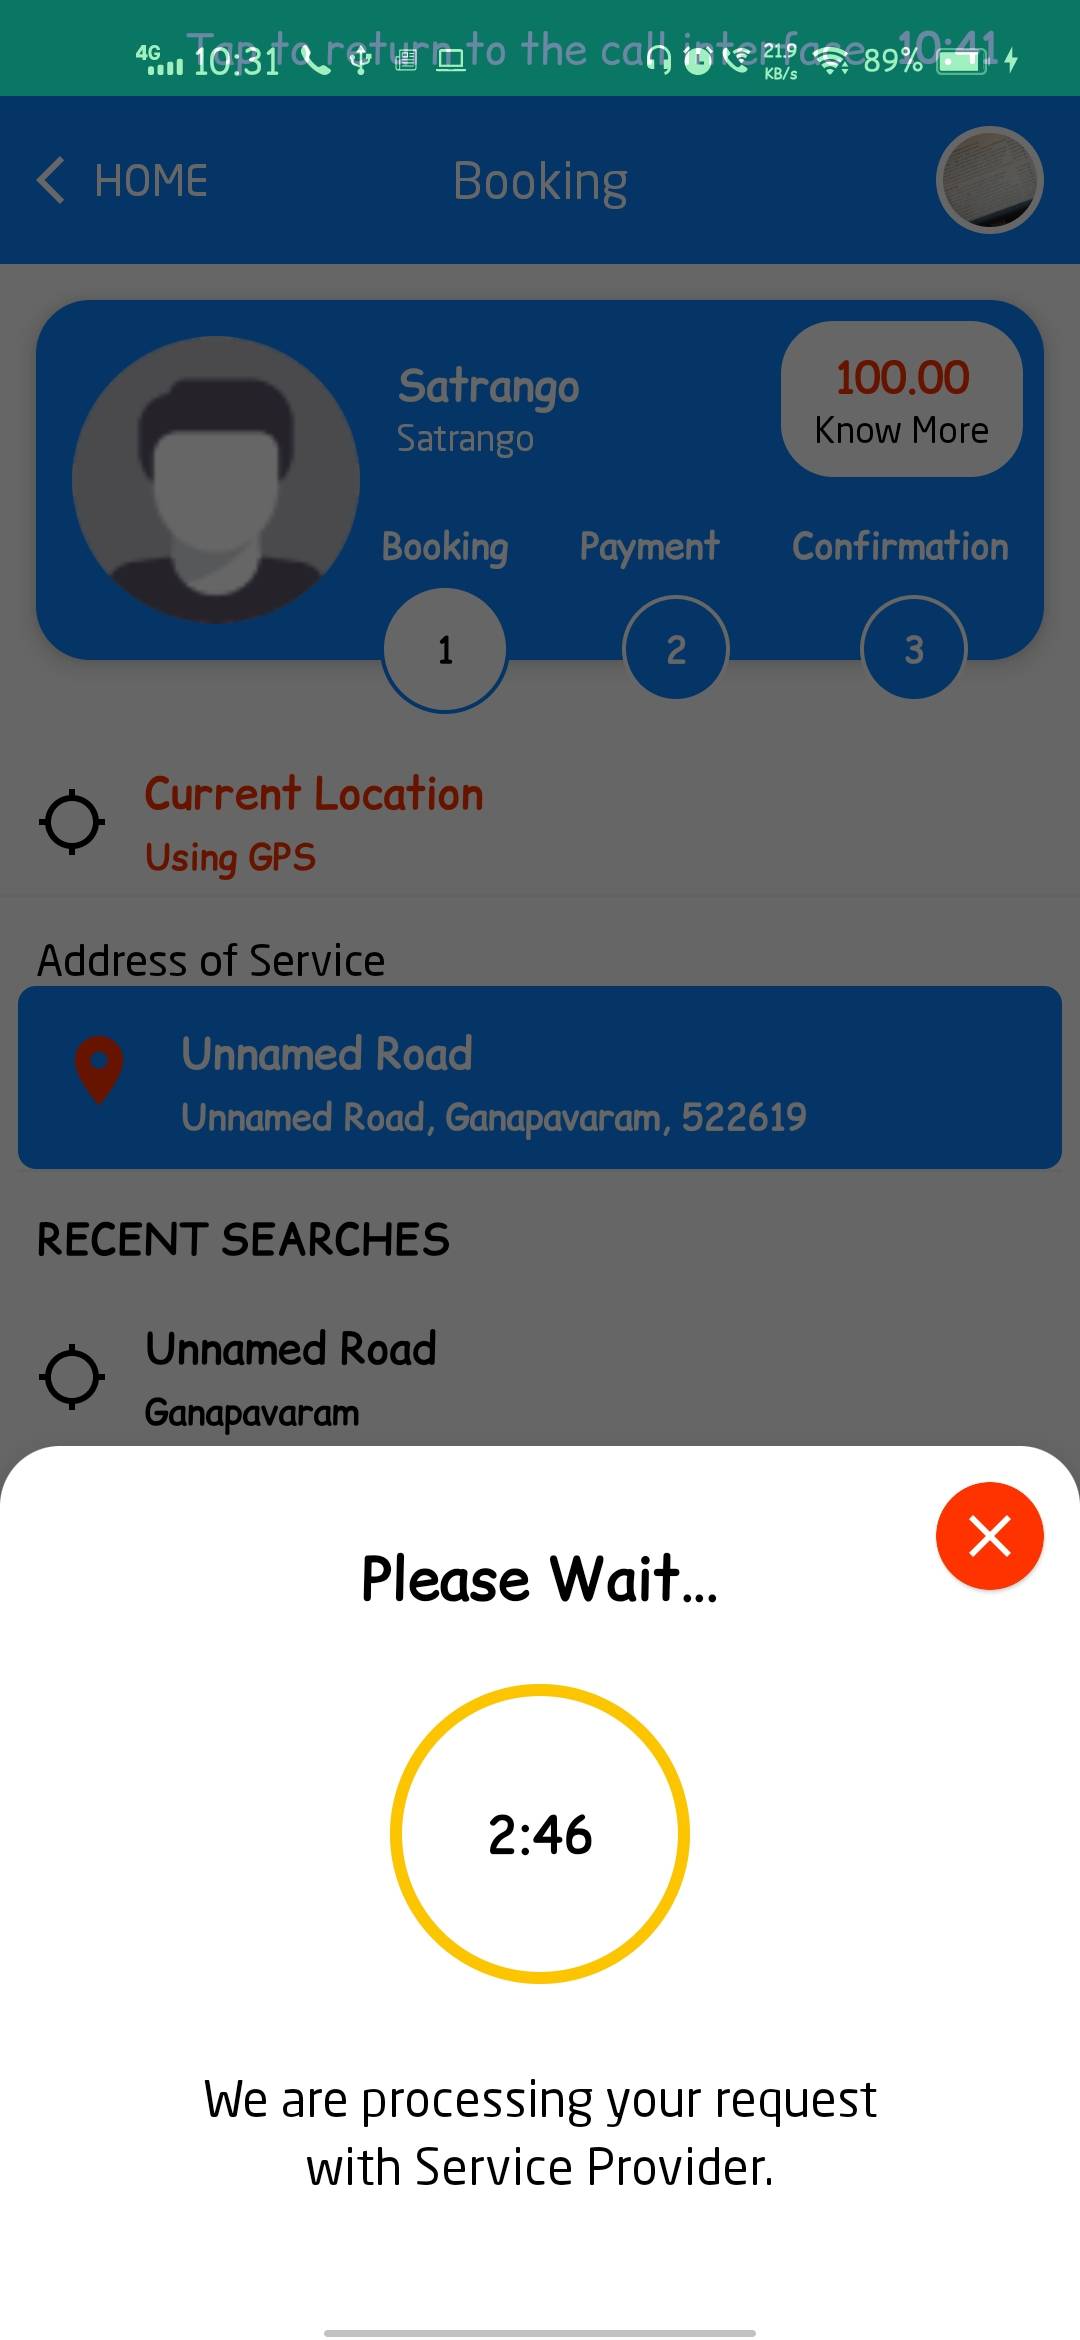 Tap to return to the call interface 10:41
4G 10:31 21.9 KB/s 89%
HOME Booking
Satrango
Satrango
100.00
Know More
Booking Payment Confirmation
1 2 3
Current Location
Using GPS
Address of Service
Unnamed Road
Unnamed Road, Ganapavaram, 522619
RECENT SEARCHES
Unnamed Road
Ganapavaram
Please Wait...
2:46
We are processing your request
with Service Provider.